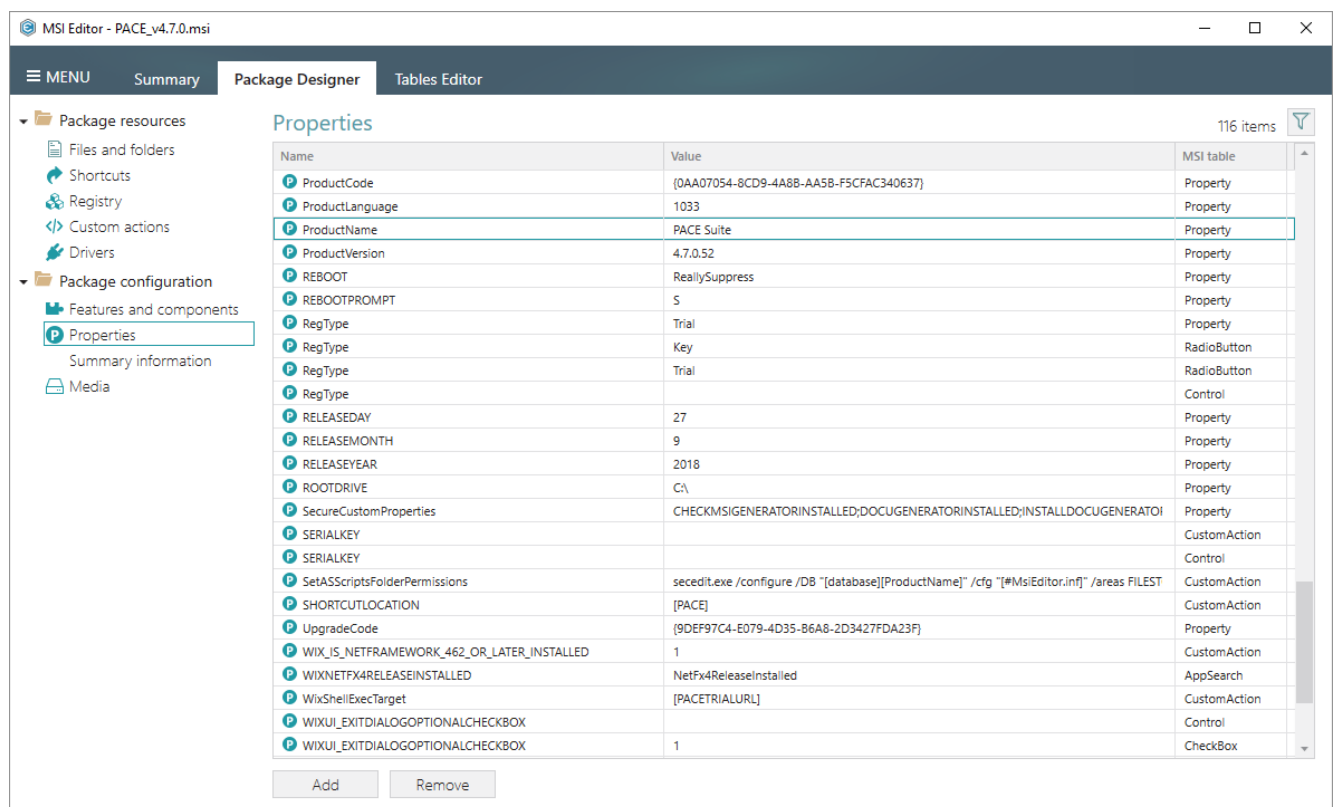 MSI Editor - PACE_v4.7.0.msi
MENU Summary Package Designer Tables Editor
Package resources
Files and folders
Shortcuts
Registry
Custom actions
Drivers
Package configuration
Features and components
Properties
Summary information
Media
Properties 116 items
Name Value MSI table
ProductCode {0AA07054-8CD9-4A8B-AA5B-F5CFAC340637} Property
ProductLanguage 1033 Property
ProductName PACE Suite Property
ProductVersion 4.7.0.52 Property
REBOOT ReallySuppress Property
REBOOTPROMPT S Property
RegType Trial Property
RegType Key RadioButton
RegType Trial RadioButton
RegType Control
RELEASEDAY 27 Property
RELEASEMONTH 9 Property
RELEASEYEAR 2018 Property
ROOTDRIVE C:\ Property
SecureCustomProperties CHECKMSIGENERATORINSTALLED;DOCUGENERATORINSTALLED;INSTALLDOCUGENERATOR Property
SERIALKEY CustomAction
SERIALKEY Control
SetASScriptsFolderPermissions secedit.exe /configure /DB "[database][ProductName]" /cfg "[#MsiEditor.inf]" /areas FILEST CustomAction
SHORTCUTLOCATION [PACE] CustomAction
UpgradeCode {9DEF97C4-E079-4D35-B6A8-2D3427FDA23F} Property
WIX_IS_NETFRAMEWORK_462_OR_LATER_INSTALLED 1 CustomAction
WIXNETFX4RELEASEINSTALLED NetFx4ReleaseInstalled AppSearch
WixShellExecTarget [PACETRIALURL] CustomAction
WIXUI_EXITDIALOGOPTIONALCHECKBOX Control
WIXUI_EXITDIALOGOPTIONALCHECKBOX 1 CheckBox
Add Remove